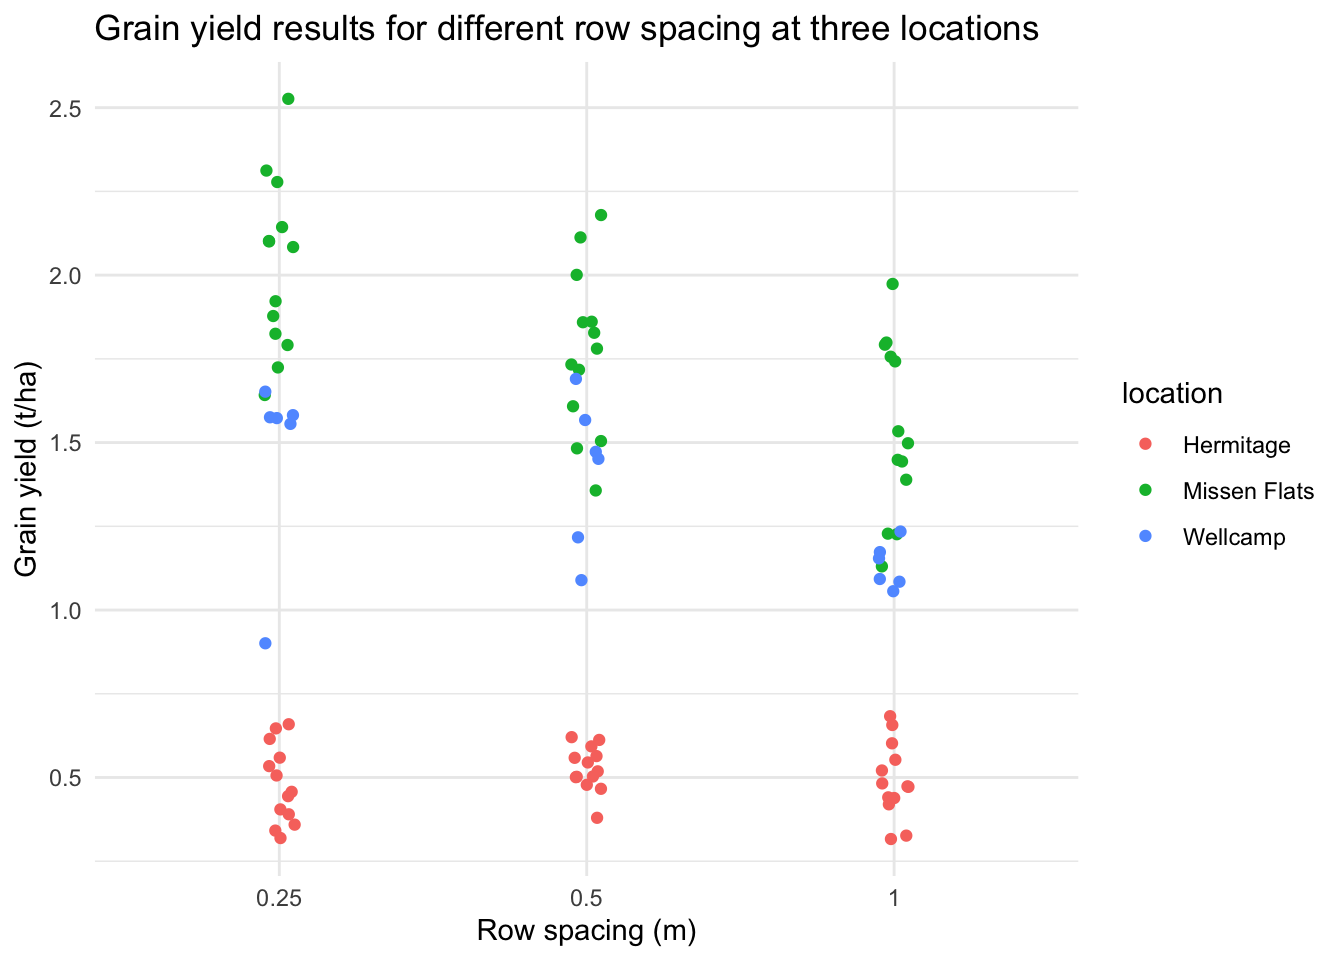 Grain yield results for different row spacing at three locations
2.5
2.0
1.5
1.0
0.5
Grain yield (t/ha)
0.25
0.5
1
Row spacing (m)
location
Hermitage
Missen Flats
Wellcamp